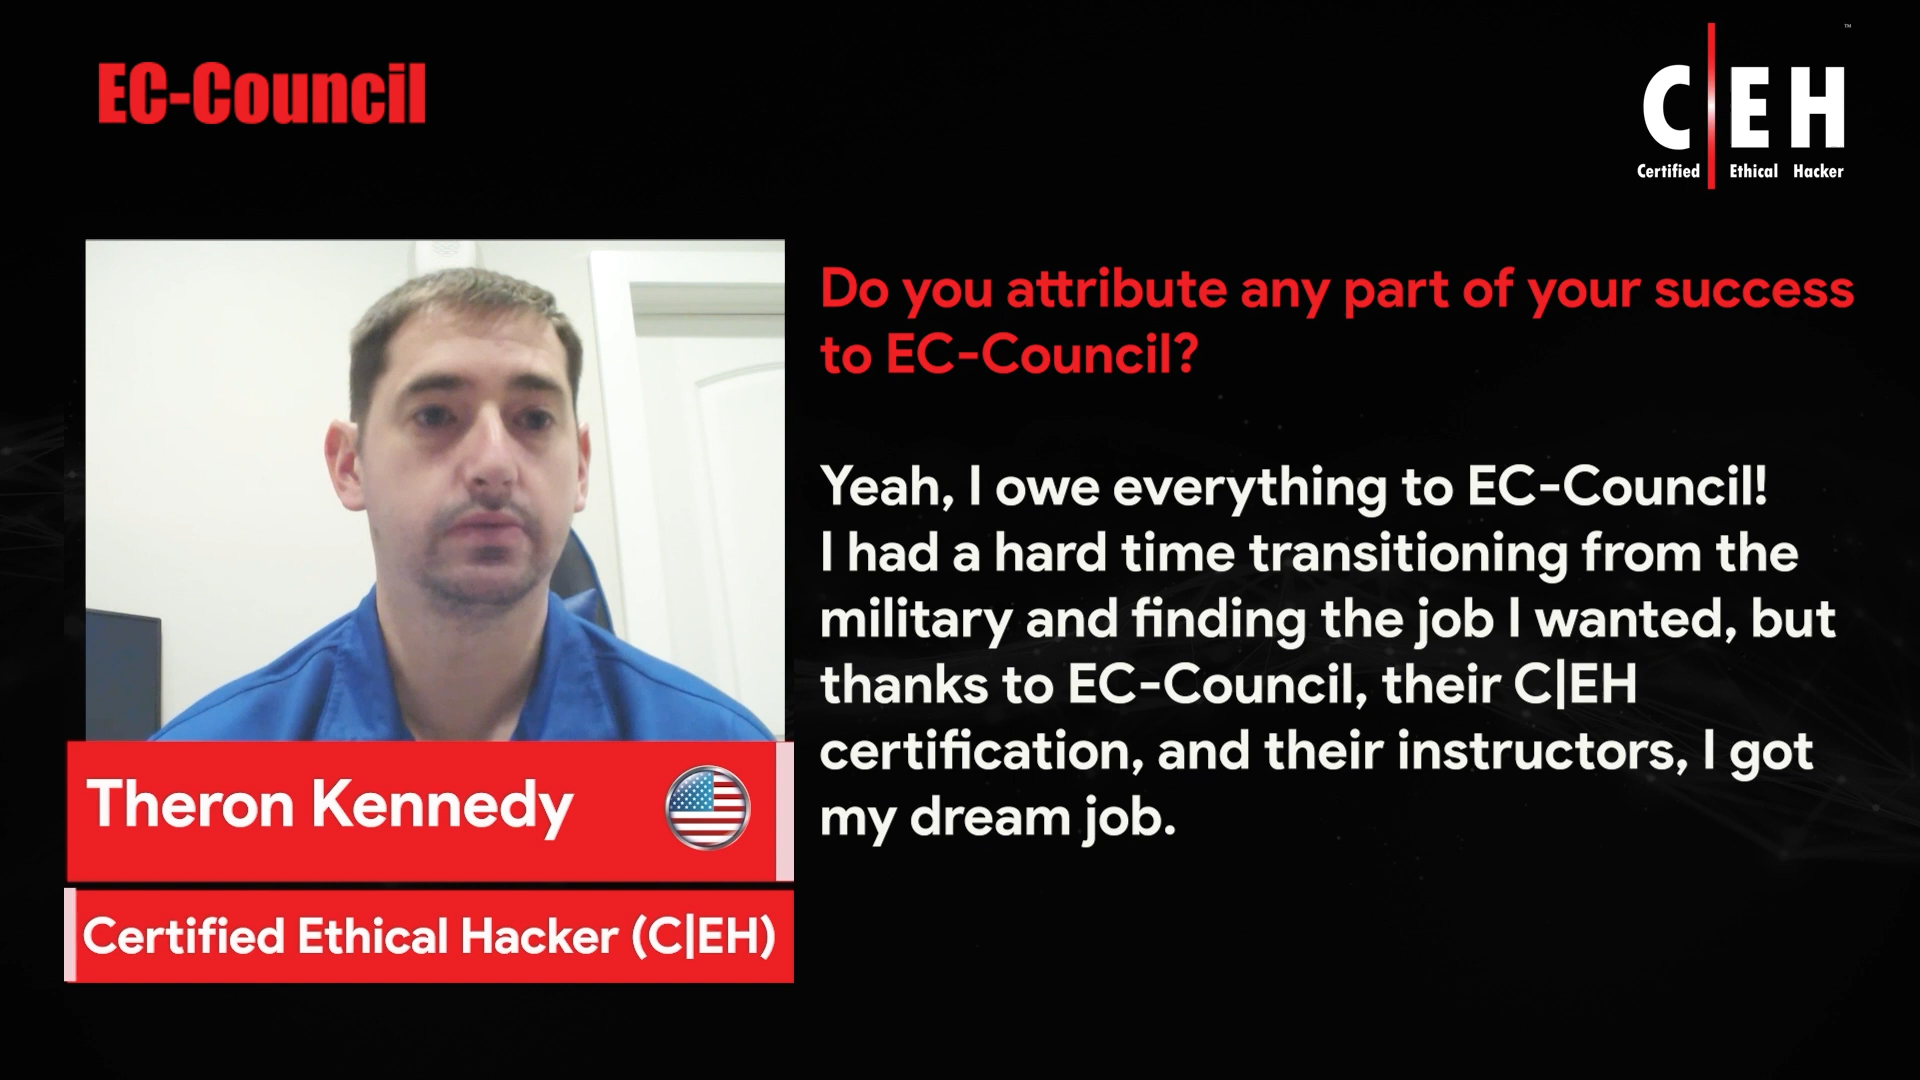 EC-Council
C|EH
™
Certified Ethical Hacker
Do you attribute any part of your success
to EC-Council?
Yeah, I owe everything to EC-Council!
I had a hard time transitioning from the
military and finding the job I wanted, but
thanks to EC-Council, their C|EH
certification, and their instructors, I got
my dream job.
Theron Kennedy
Certified Ethical Hacker (C|EH)